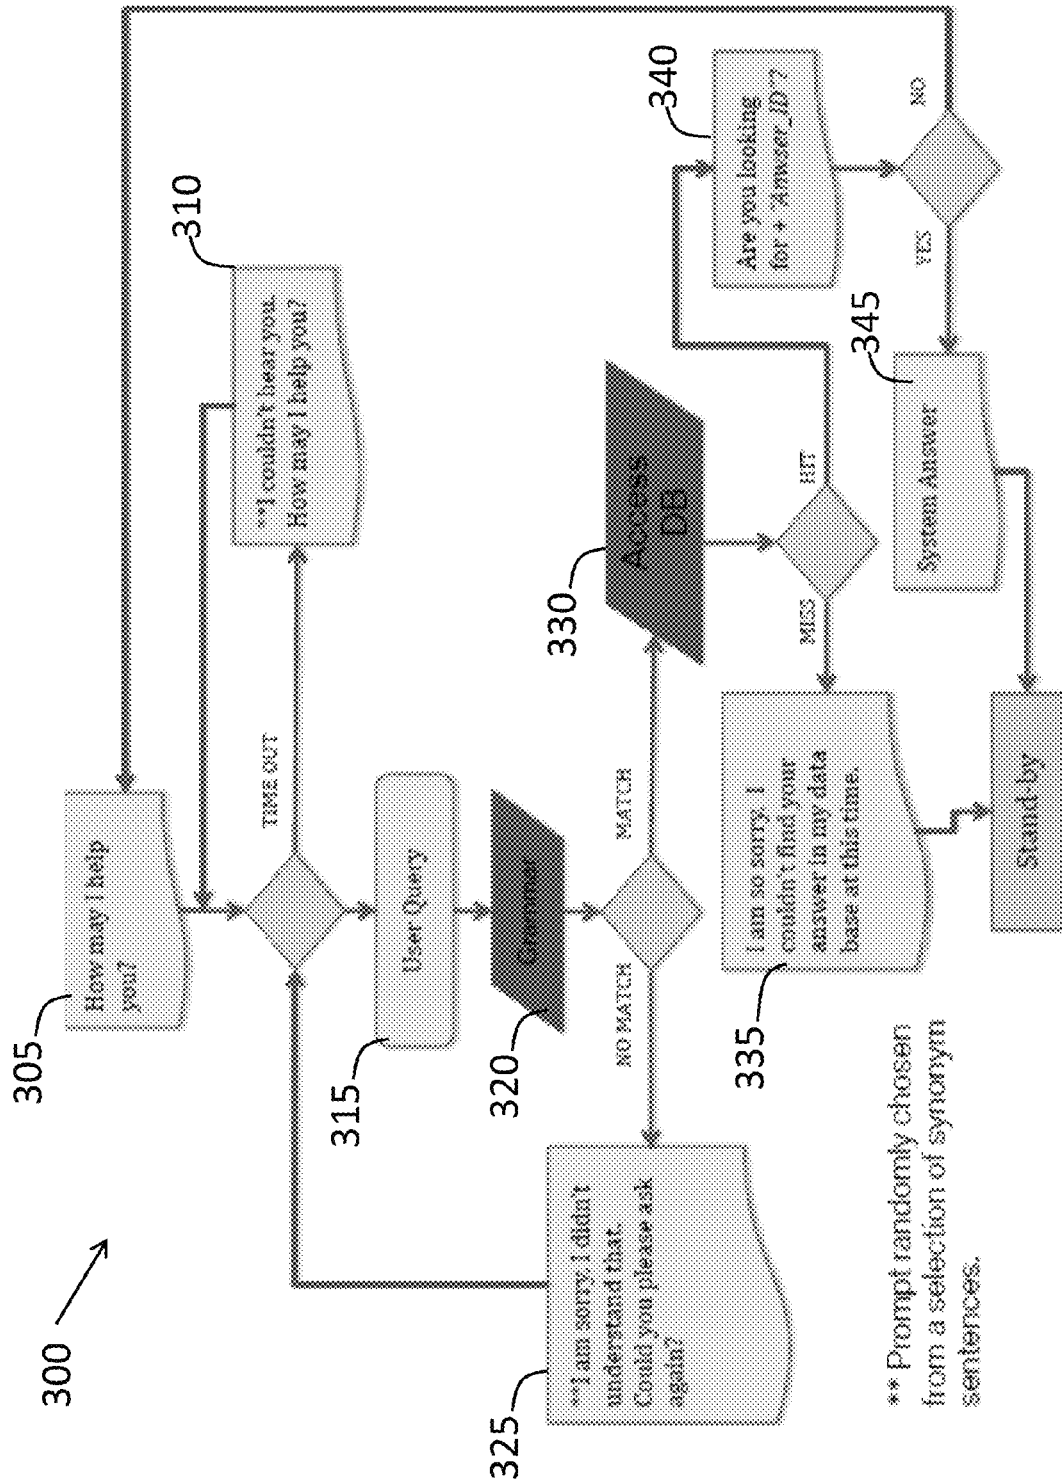 300
305
How may I help
you?
310
**I couldn't hear you.
How may I help you?
TIME OUT
315
User Query
320
Grammar
NO MATCH
MATCH
325
**I am sorry. I didn't
understand that.
Could you please ask
again?
330
Access
DB
MISS
HIT
335
I am so sorry. I
couldn't find your
answer in my data
base at this time.
340
Are you looking
for + 'Anwser_ID'?
YES
NO
345
System Answer
Stand-by
** Prompt randomly chosen
from a selection of synonym
sentences.